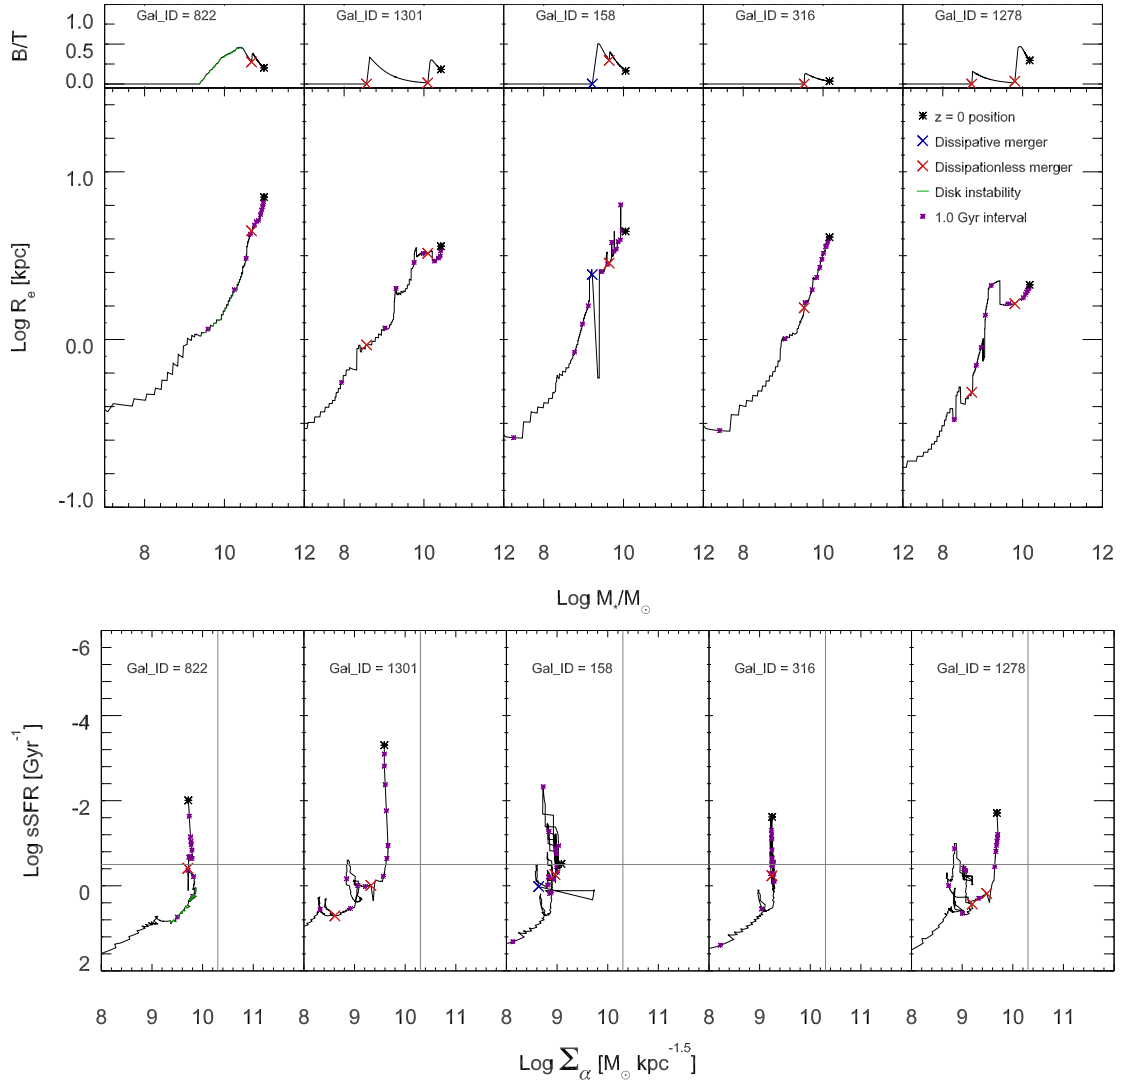 B/T
1.0
0.5
0.0
Gal_ID = 822
Gal_ID = 1301
Gal_ID = 158
Gal_ID = 316
Gal_ID = 1278
Log R_e [kpc]
1.0
0.0
-1.0
z = 0 position
Dissipative merger
Dissipationless merger
Disk instability
1.0 Gyr interval
8 10 12 8 10 12 8 10 12 8 10 12 8 10 12
Log M_*/M_☉
Log sSFR [Gyr^-1]
-6
-4
-2
0
2
Gal_ID = 822
Gal_ID = 1301
Gal_ID = 158
Gal_ID = 316
Gal_ID = 1278
8 9 10 11 8 9 10 11 8 9 10 11 8 9 10 11 8 9 10 11
Log Σ_α [M_☉ kpc^-1.5]